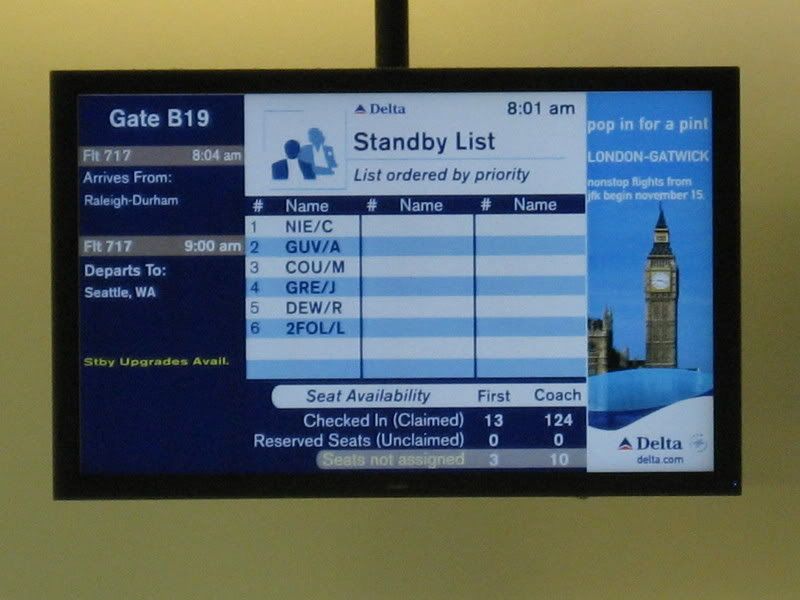 Gate B19
Flt 717 8:04 am
Arrives From:
Raleigh-Durham
Flt 717 9:00 am
Departs To:
Seattle, WA
Stby Upgrades Avail.
Delta 8:01 am
Standby List
List ordered by priority
# Name # Name # Name
1 NIE/C
2 GUV/A
3 COU/M
4 GRE/J
5 DEW/R
6 2FOL/L
Seat Availability First Coach
Checked In (Claimed) 13 124
Reserved Seats (Unclaimed) 0 0
Seats not assigned 3 10
pop in for a pint
LONDON-GATWICK
nonstop flights from
jfk begin november 15.
Delta
delta.com